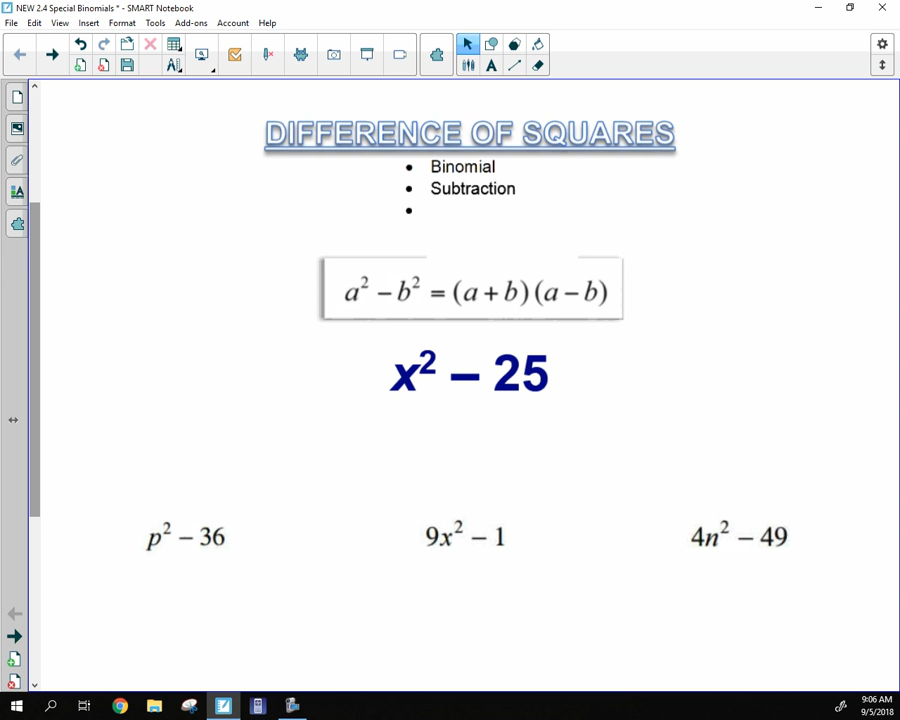 NEW 2.4 Special Binomials * - SMART Notebook
File Edit View Insert Format Tools Add-ons Account Help
DIFFERENCE OF SQUARES
• Binomial
• Subtraction
•
a² – b² = (a + b)(a – b)
x² – 25
p² – 36 9x² – 1 4n² – 49
9:06 AM
9/5/2018